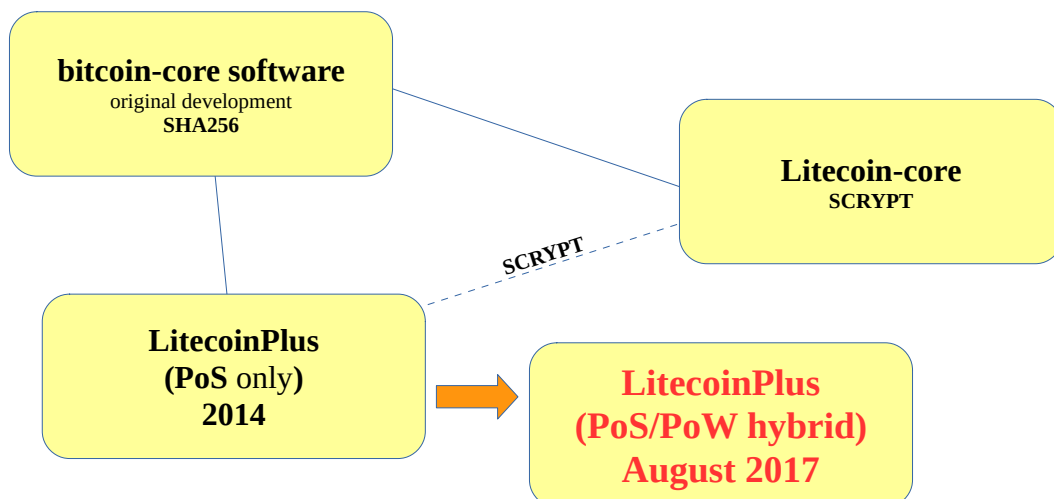 bitcoin-core software
original development
SHA256
Litecoin-core
SCRYPT
SCRYPT
LitecoinPlus
(PoS only)
2014
LitecoinPlus
(PoS/PoW hybrid)
August 2017